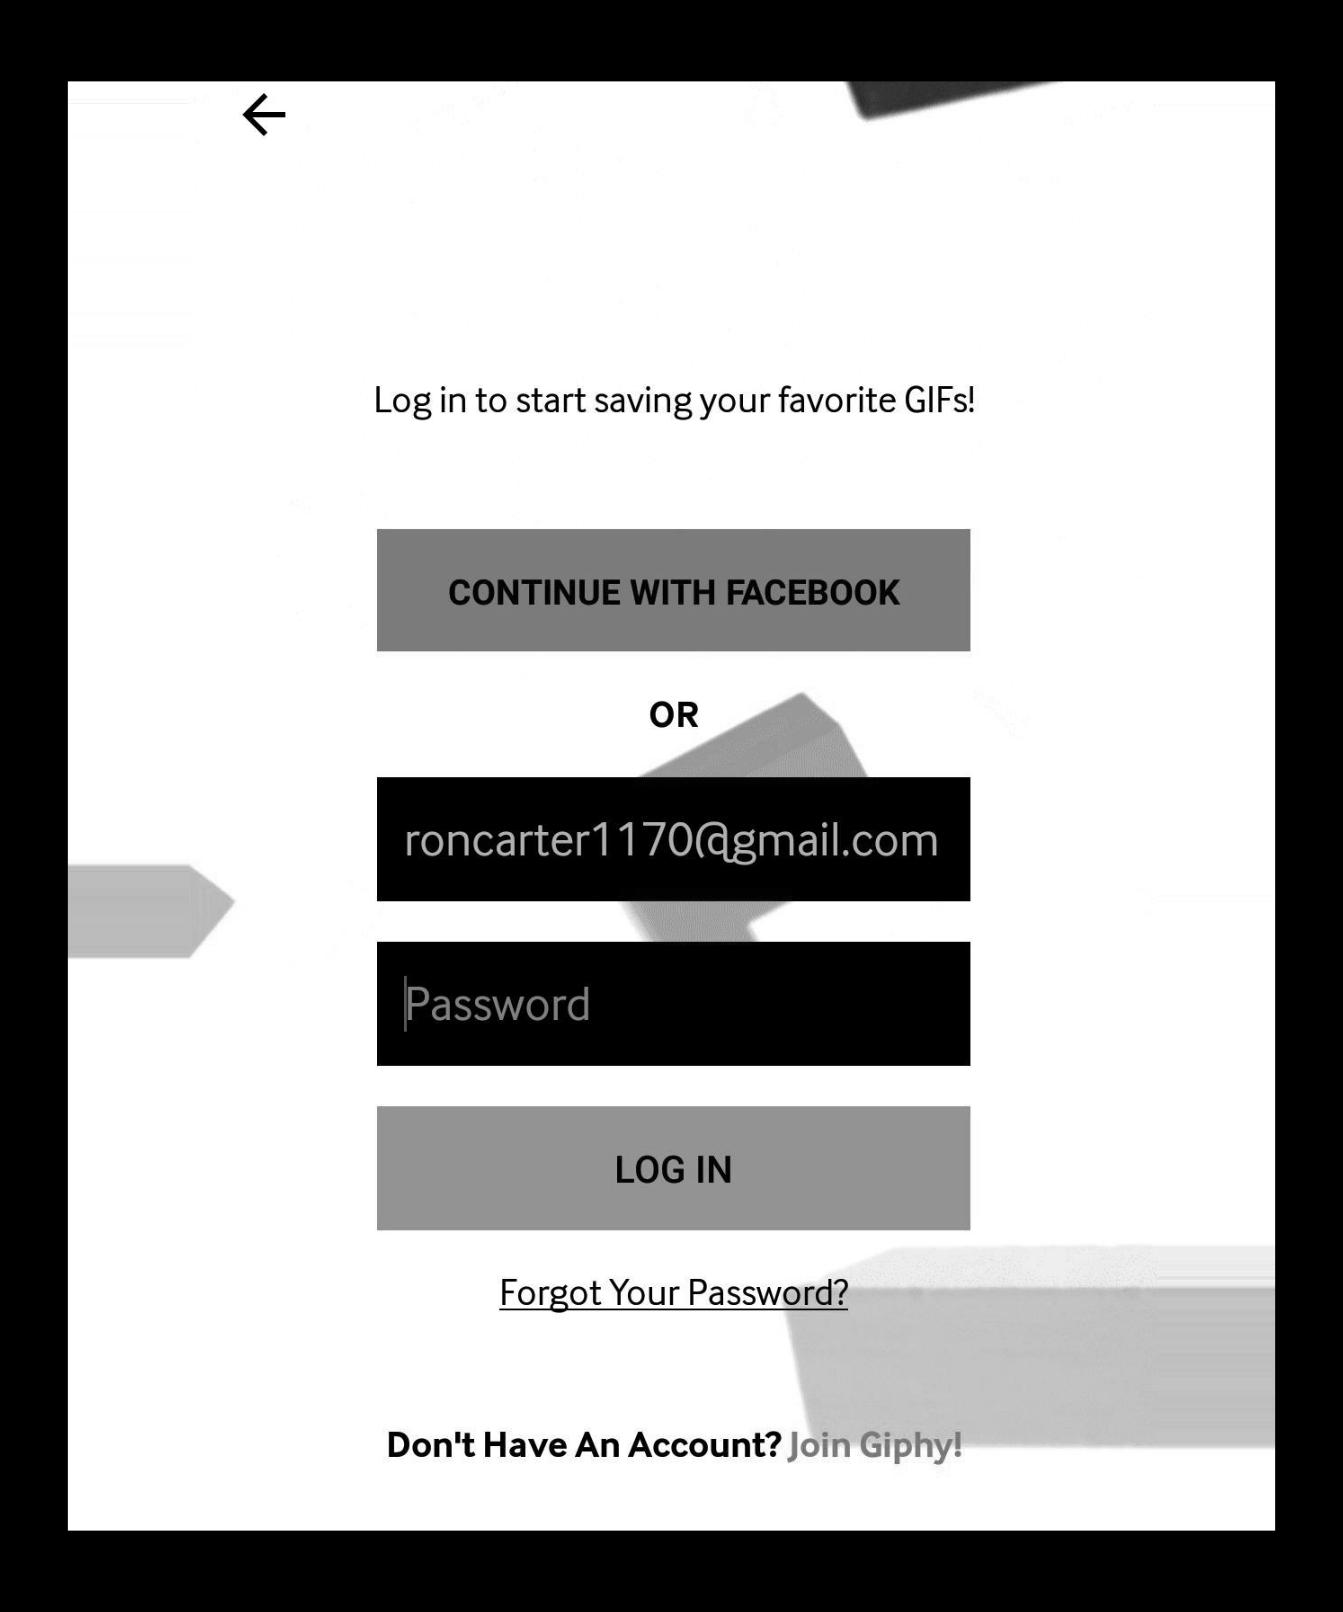 Log in to start saving your favorite GIFs!
CONTINUE WITH FACEBOOK
OR
roncarter1170@gmail.com
Password
LOG IN
Forgot Your Password?
Don't Have An Account? Join Giphy!